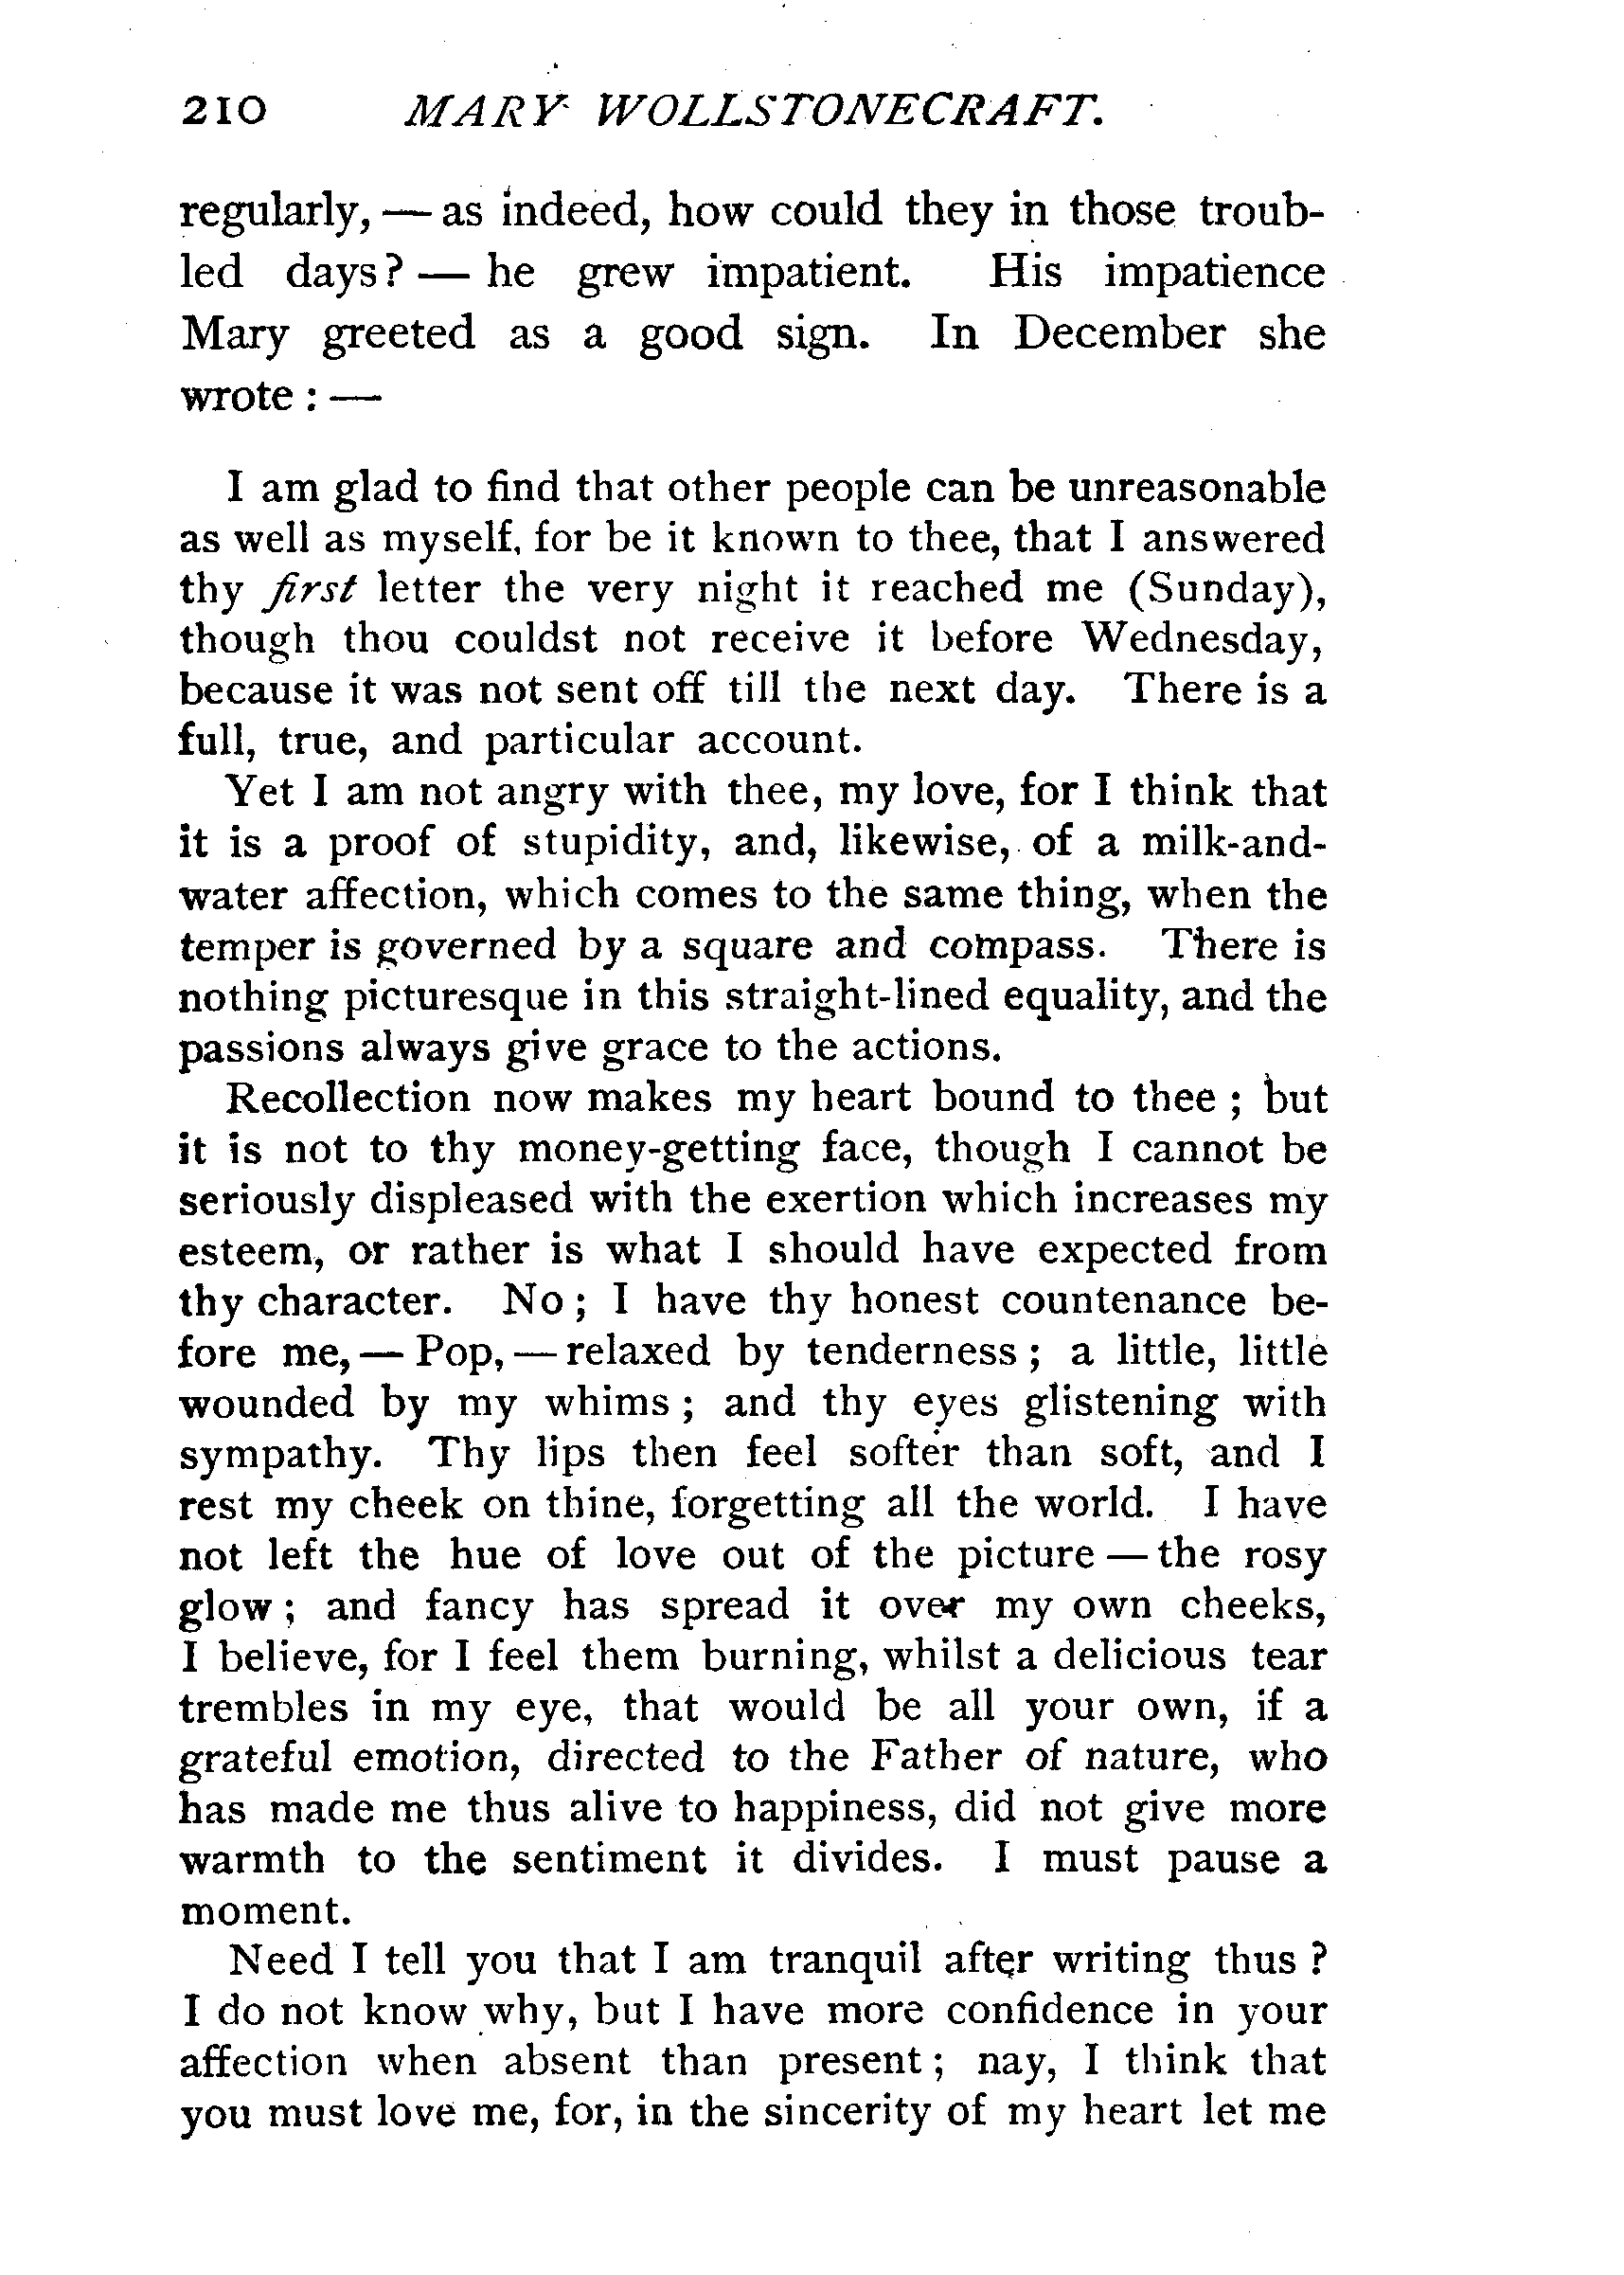 210 MARY WOLLSTONECRAFT.
regularly, — as indeed, how could they in those troub-
led days? — he grew impatient. His impatience
Mary greeted as a good sign. In December she
wrote : —
I am glad to find that other people can be unreasonable
as well as myself, for be it known to thee, that I answered
thy first letter the very night it reached me (Sunday),
though thou couldst not receive it before Wednesday,
because it was not sent off till the next day. There is a
full, true, and particular account.
Yet I am not angry with thee, my love, for I think that
it is a proof of stupidity, and, likewise, of a milk-and-
water affection, which comes to the same thing, when the
temper is governed by a square and compass. There is
nothing picturesque in this straight-lined equality, and the
passions always give grace to the actions.
Recollection now makes my heart bound to thee ; but
it is not to thy money-getting face, though I cannot be
seriously displeased with the exertion which increases my
esteem, or rather is what I should have expected from
thy character. No ; I have thy honest countenance be-
fore me, — Pop, — relaxed by tenderness ; a little, little
wounded by my whims ; and thy eyes glistening with
sympathy. Thy lips then feel softer than soft, and I
rest my cheek on thine, forgetting all the world. I have
not left the hue of love out of the picture — the rosy
glow ; and fancy has spread it over my own cheeks,
I believe, for I feel them burning, whilst a delicious tear
trembles in my eye, that would be all your own, if a
grateful emotion, directed to the Father of nature, who
has made me thus alive to happiness, did not give more
warmth to the sentiment it divides. I must pause a
moment.
Need I tell you that I am tranquil after writing thus ?
I do not know why, but I have more confidence in your
affection when absent than present ; nay, I think that
you must love me, for, in the sincerity of my heart let me